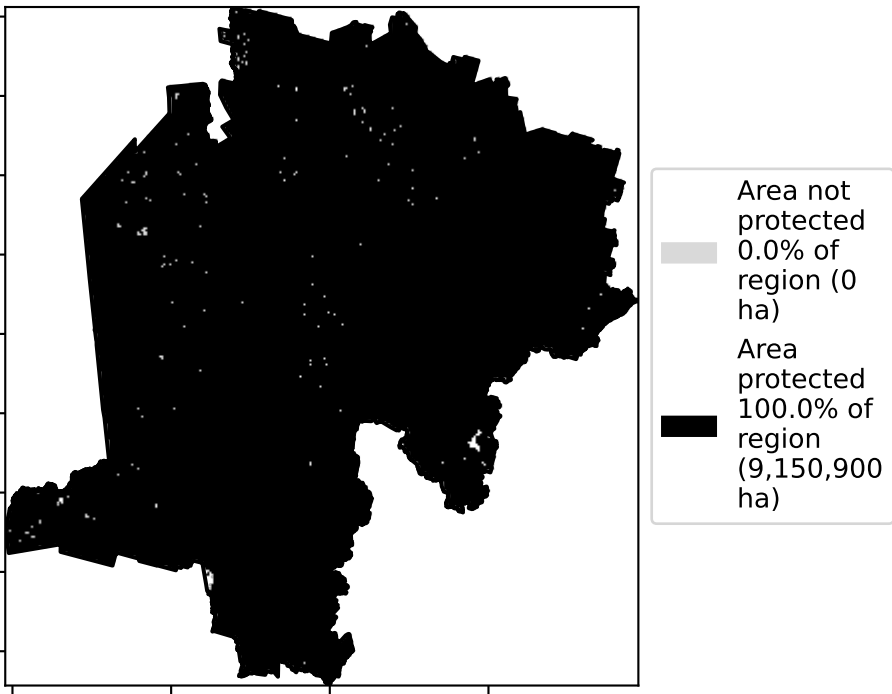 Area not
protected
0.0% of
region (0
ha)
Area
protected
100.0% of
region
(9,150,900
ha)